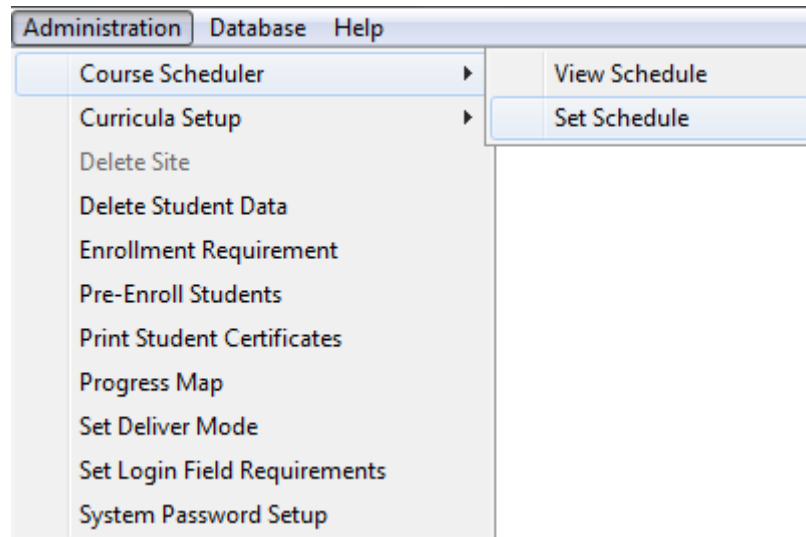 Administration Database Help
Course Scheduler
View Schedule
Curricula Setup
Set Schedule
Delete Site
Delete Student Data
Enrollment Requirement
Pre-Enroll Students
Print Student Certificates
Progress Map
Set Deliver Mode
Set Login Field Requirements
System Password Setup